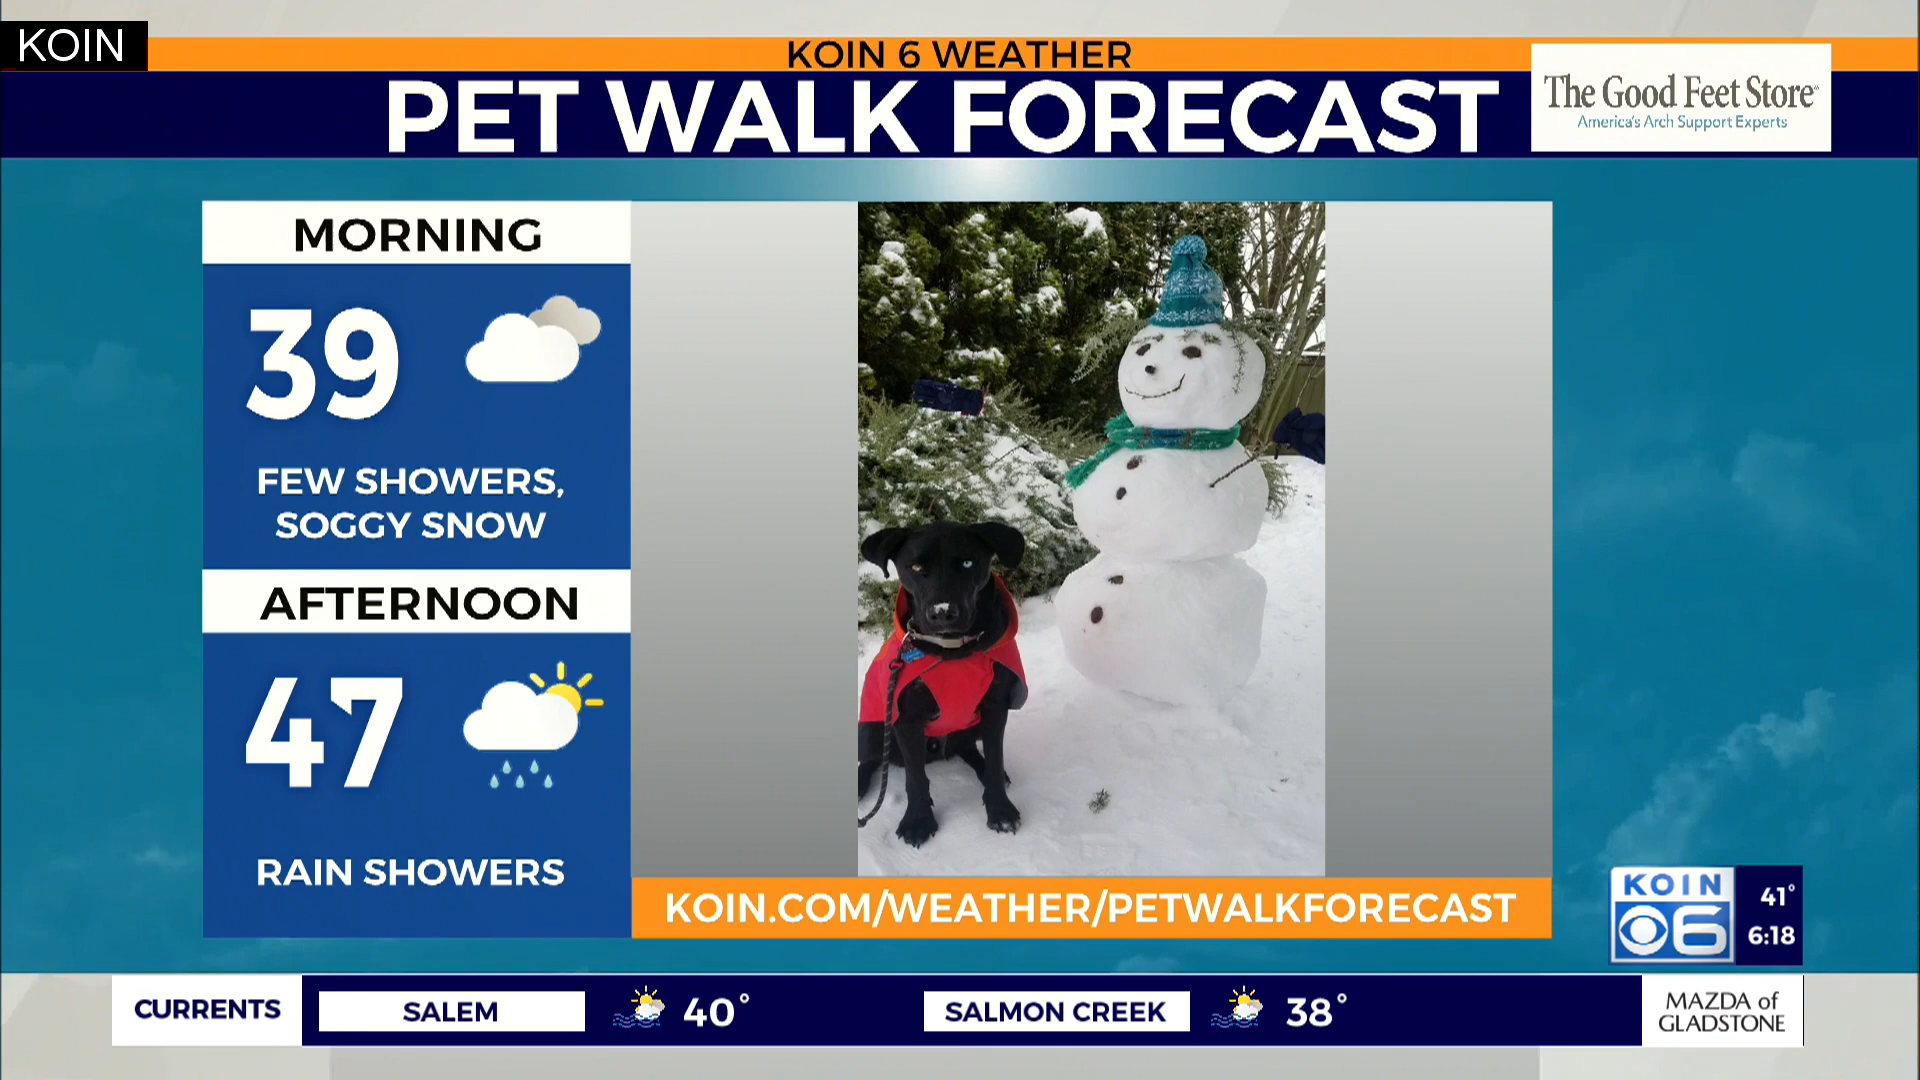 KOIN
KOIN 6 WEATHER
PET WALK FORECAST
The Good Feet Store
America's Arch Support Experts
MORNING
39
FEW SHOWERS,
SOGGY SNOW
AFTERNOON
47
RAIN SHOWERS
KOIN.COM/WEATHER/PETWALKFORECAST
KOIN
6
41°
6:18
CURRENTS
SALEM
40°
SALMON CREEK
38°
MAZDA of
GLADSTONE